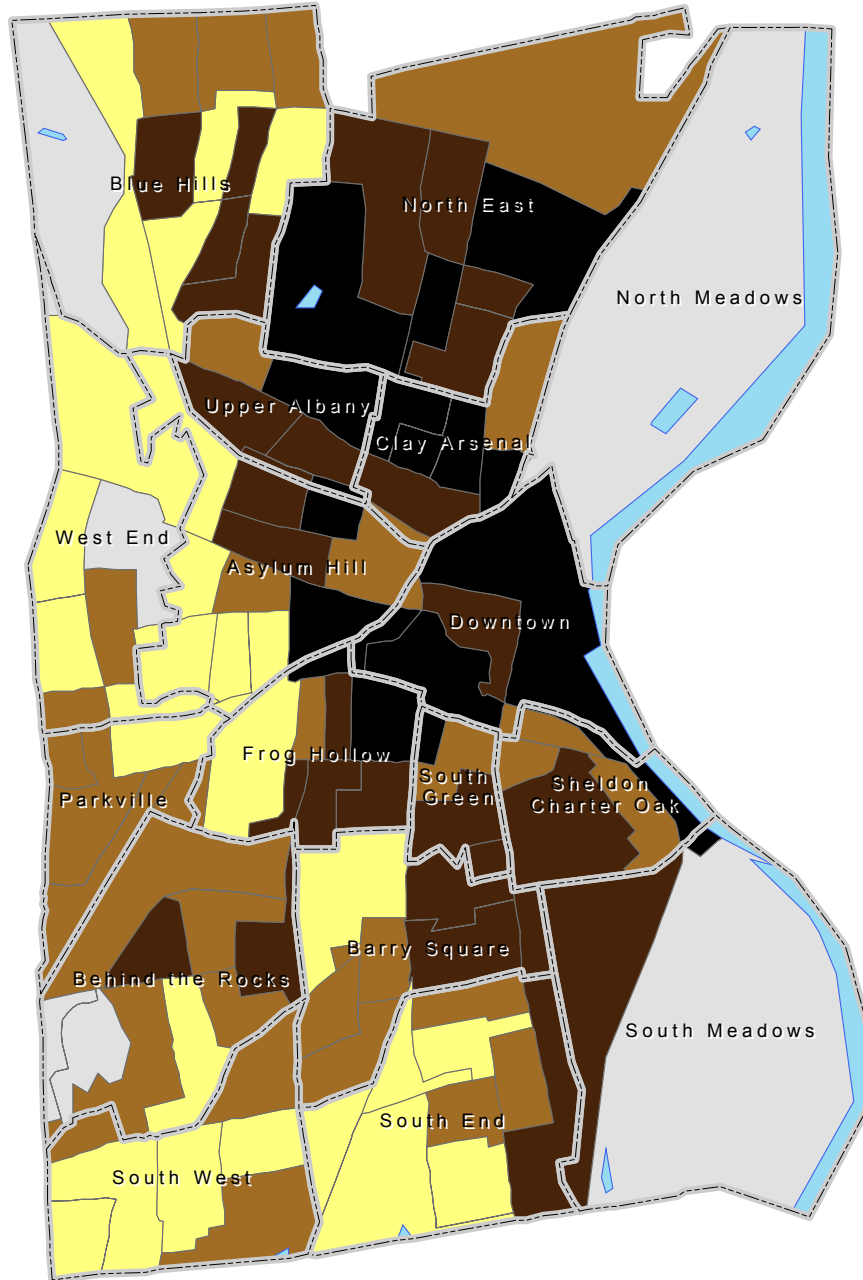 Blue Hills
North East
North Meadows
Upper Albany
Clay Arsenal
West End
Asylum Hill
Downtown
Frog Hollow
South
Green
Sheldon
Charter Oak
Parkville
Barry Square
Behind the Rocks
South Meadows
South End
South West